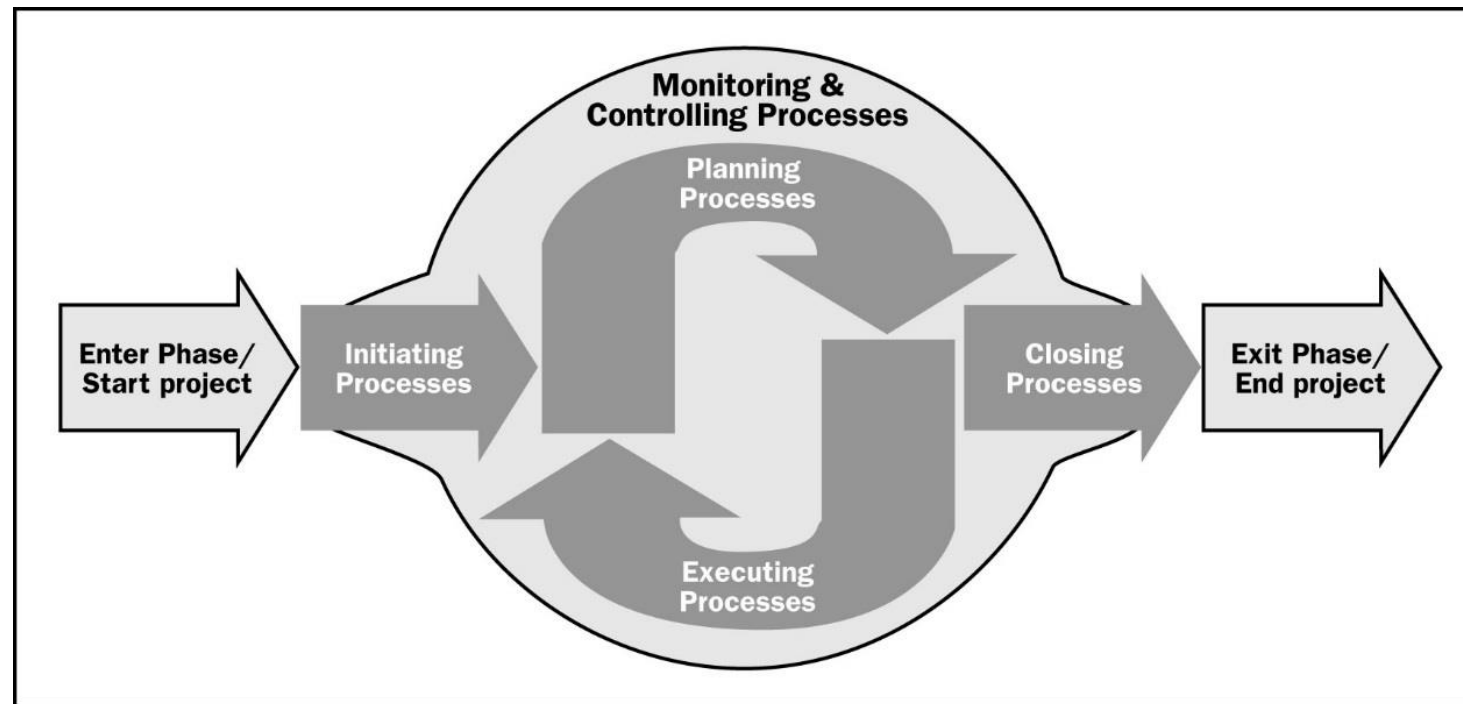 Monitoring &
Controlling Processes
Planning
Processes
Enter Phase/
Start project
Initiating
Processes
Closing
Processes
Exit Phase/
End project
Executing
Processes